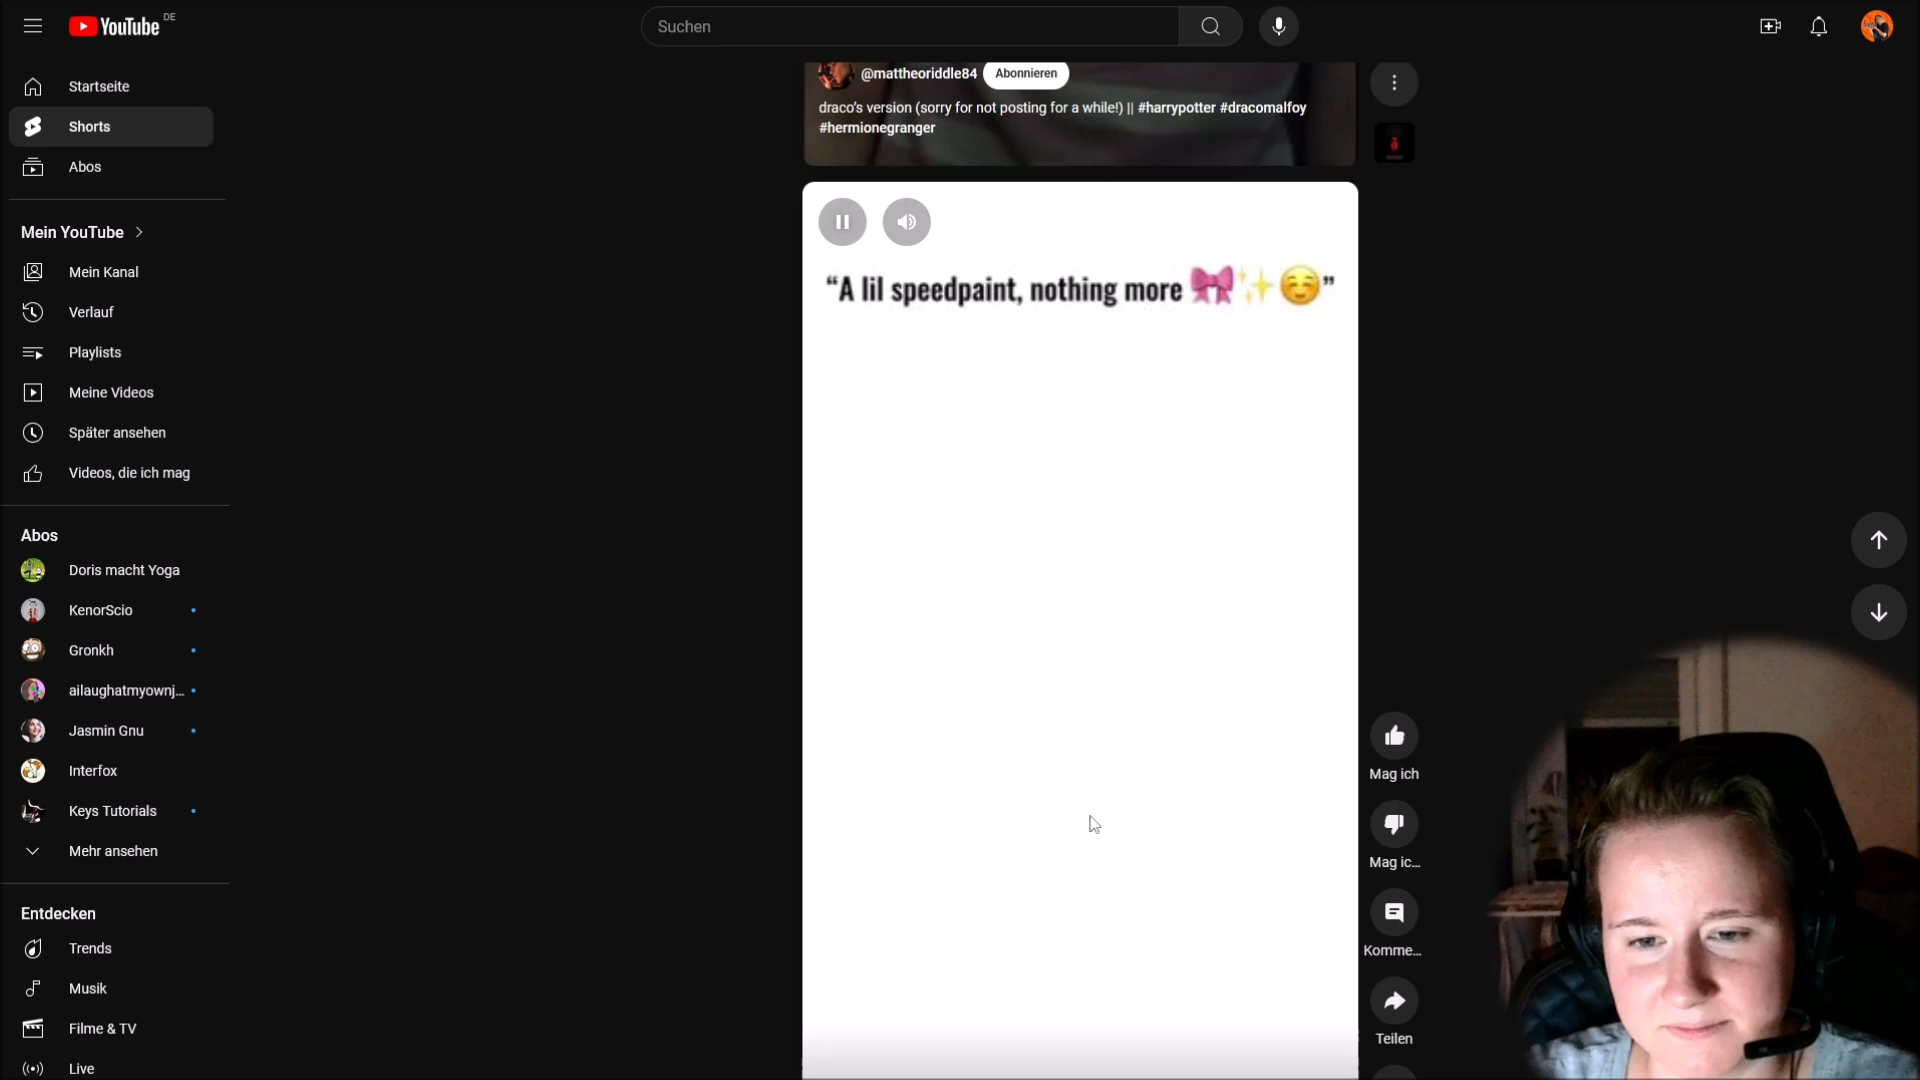 YouTube DE
Suchen
Startseite
Shorts
Abos
Mein YouTube
Mein Kanal
Verlauf
Playlists
Meine Videos
Später ansehen
Videos, die ich mag
Abos
Doris macht Yoga
KenorScio
Gronkh
ailaughatmyownj...
Jasmin Gnu
Interfox
Keys Tutorials
Mehr ansehen
Entdecken
Trends
Musik
Filme & TV
Live
@mattheoriddle84 Abonnieren
draco's version (sorry for not posting for a while!) || #harrypotter #dracomalfoy
#hermionegranger
“A lil speedpaint, nothing more 🎀✨☺️”
Mag ich
Mag ic...
Komme...
Teilen